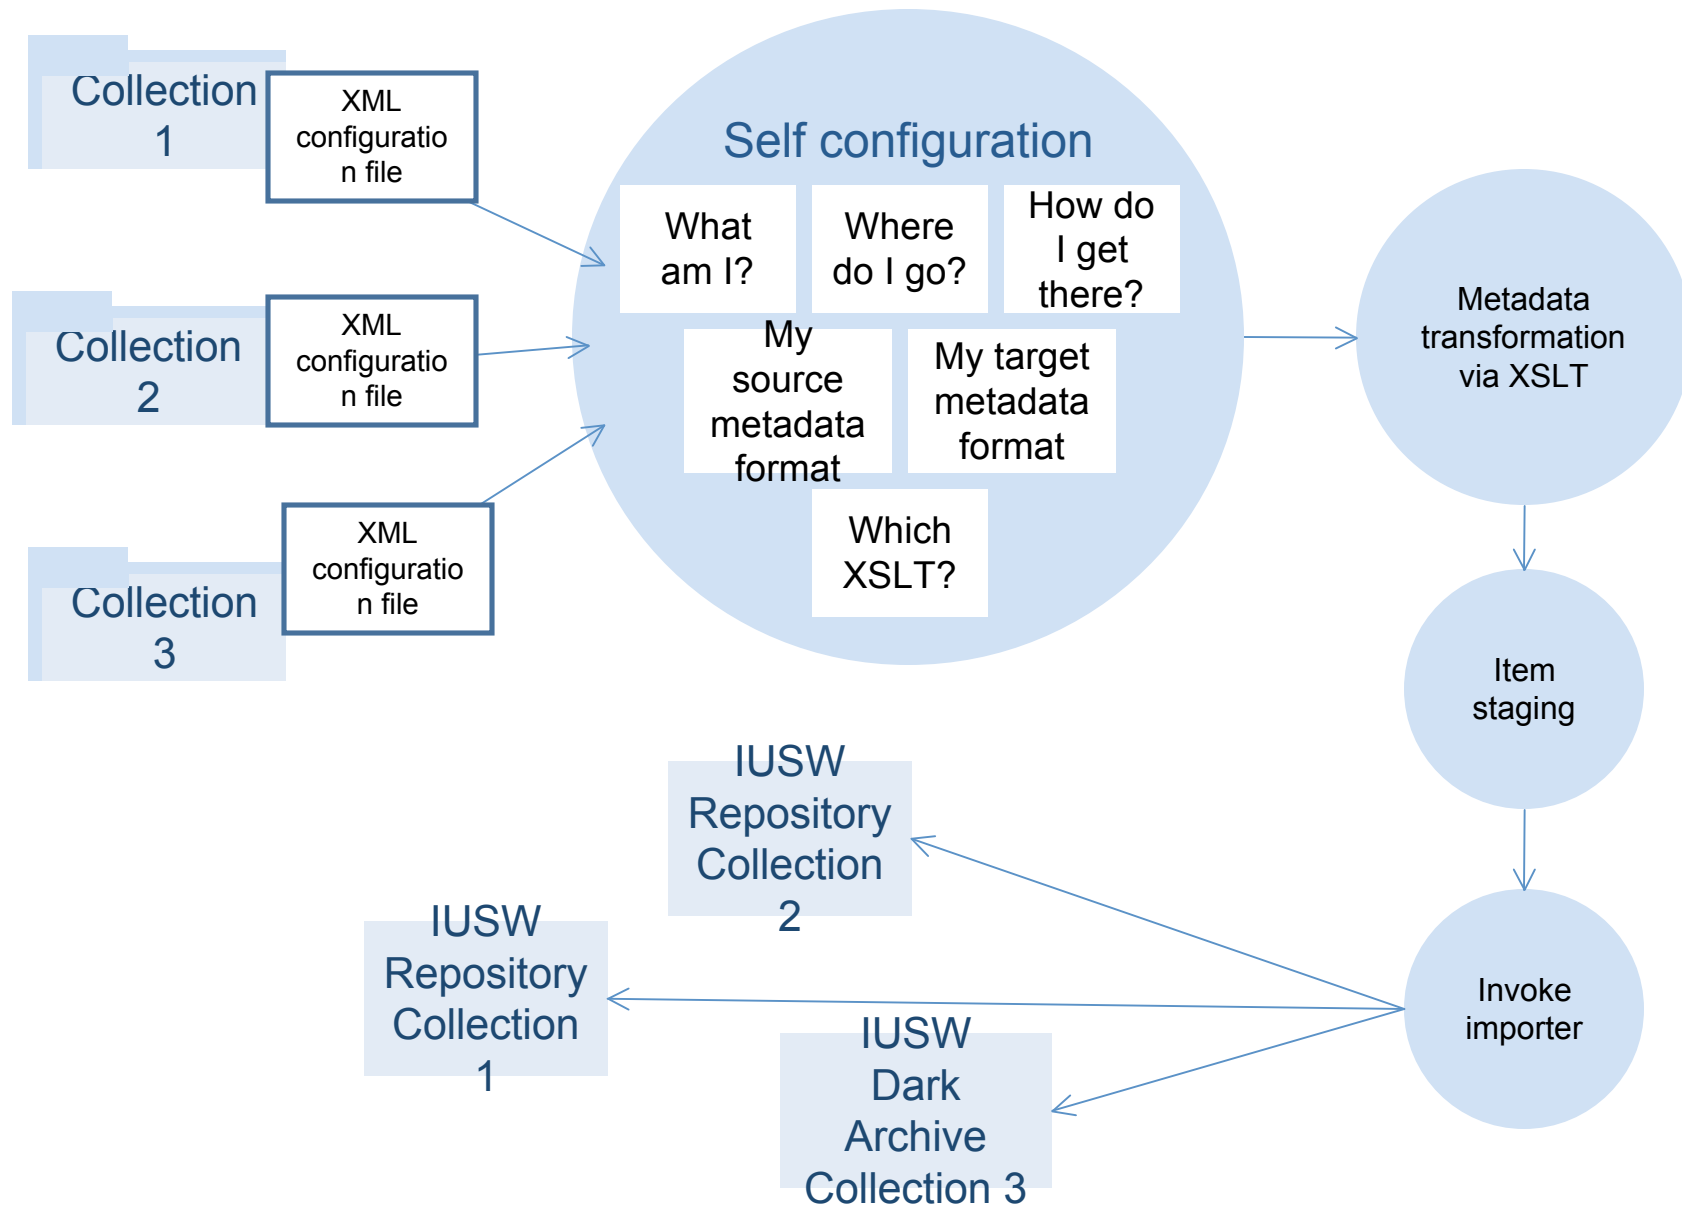 Collection
1
XML
configuratio
n file
Collection
2
XML
configuratio
n file
Collection
3
XML
configuratio
n file
Self configuration
What
am I?
Where
do I go?
How do
I get
there?
My
source
metadata
format
My target
metadata
format
Which
XSLT?
Metadata
transformation
via XSLT
Item
staging
Invoke
importer
IUSW
Repository
Collection
2
IUSW
Repository
Collection
1
IUSW
Dark
Archive
Collection 3